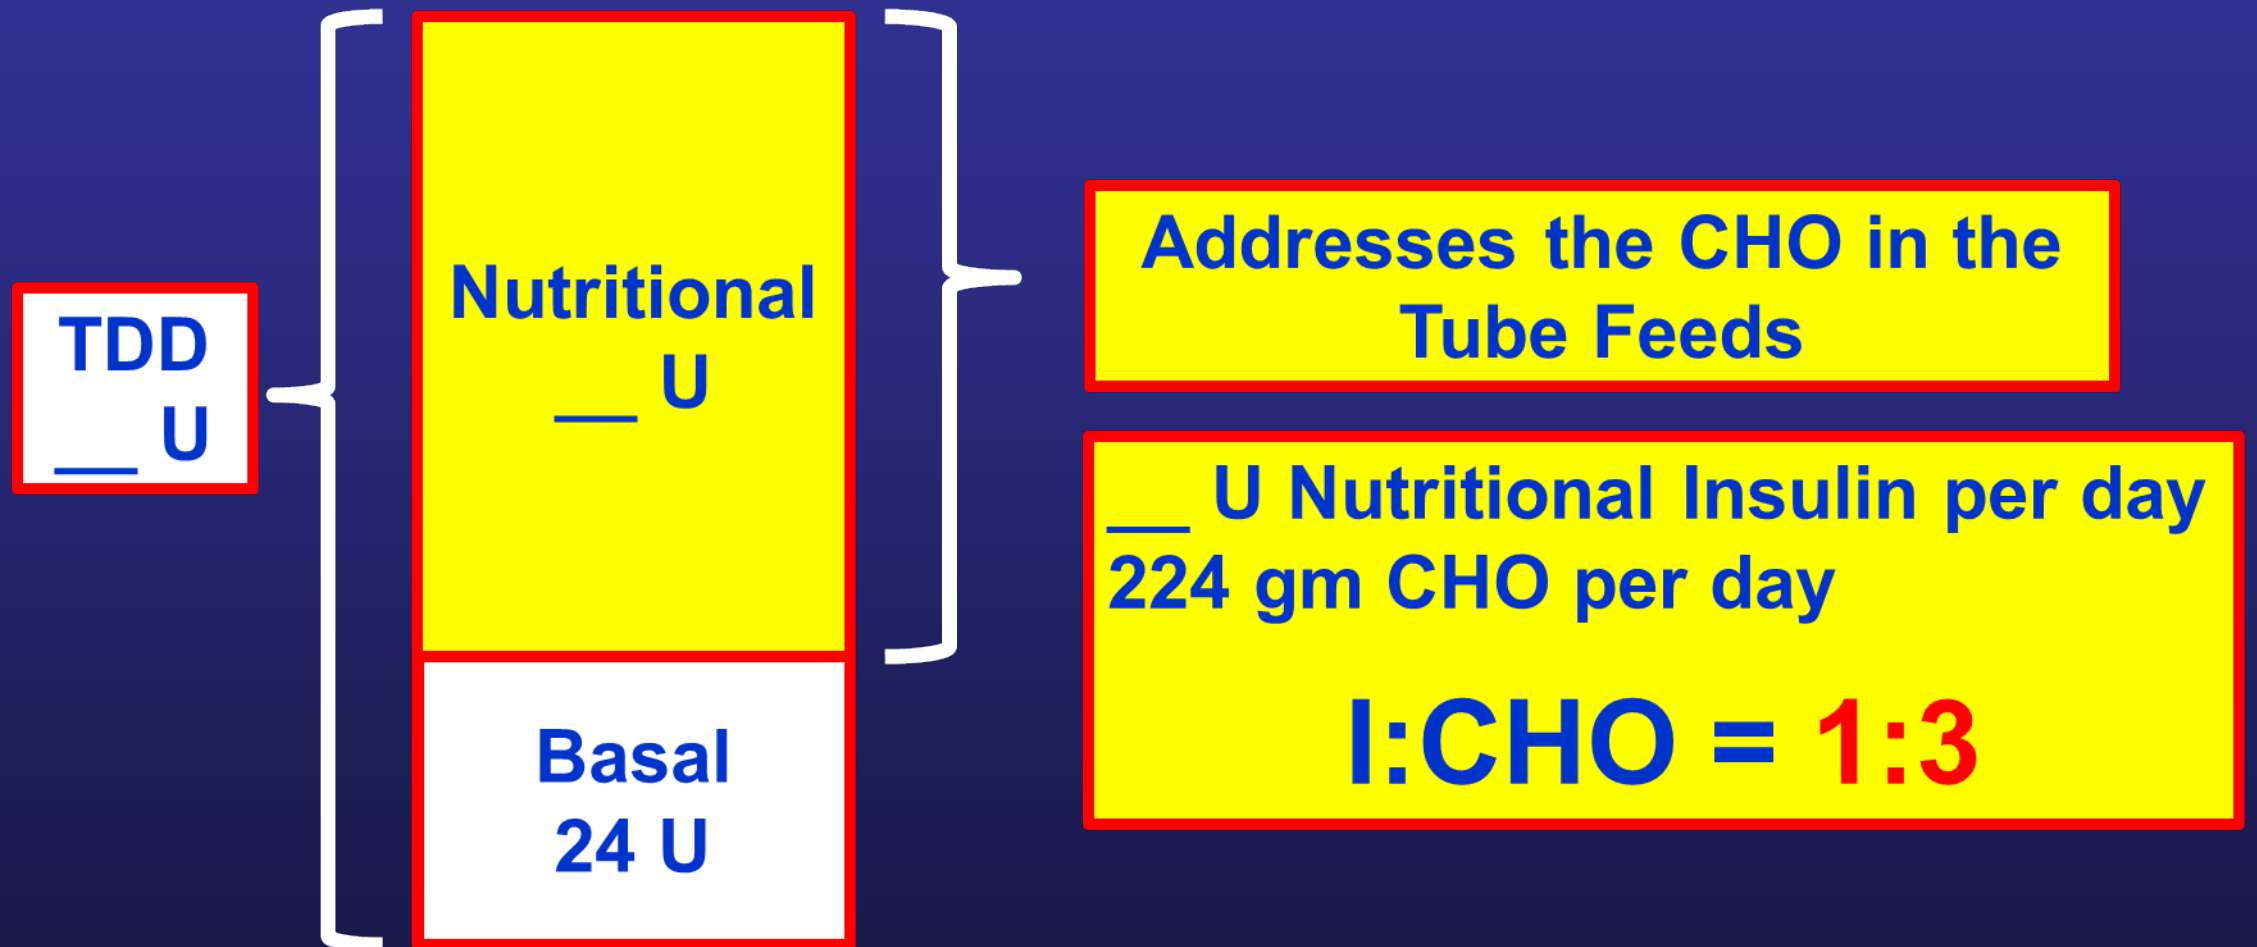 TDD
__ U
Nutritional
__ U
Basal
24 U
Addresses the CHO in the
Tube Feeds
__ U Nutritional Insulin per day
224 gm CHO per day
I:CHO = 1:3